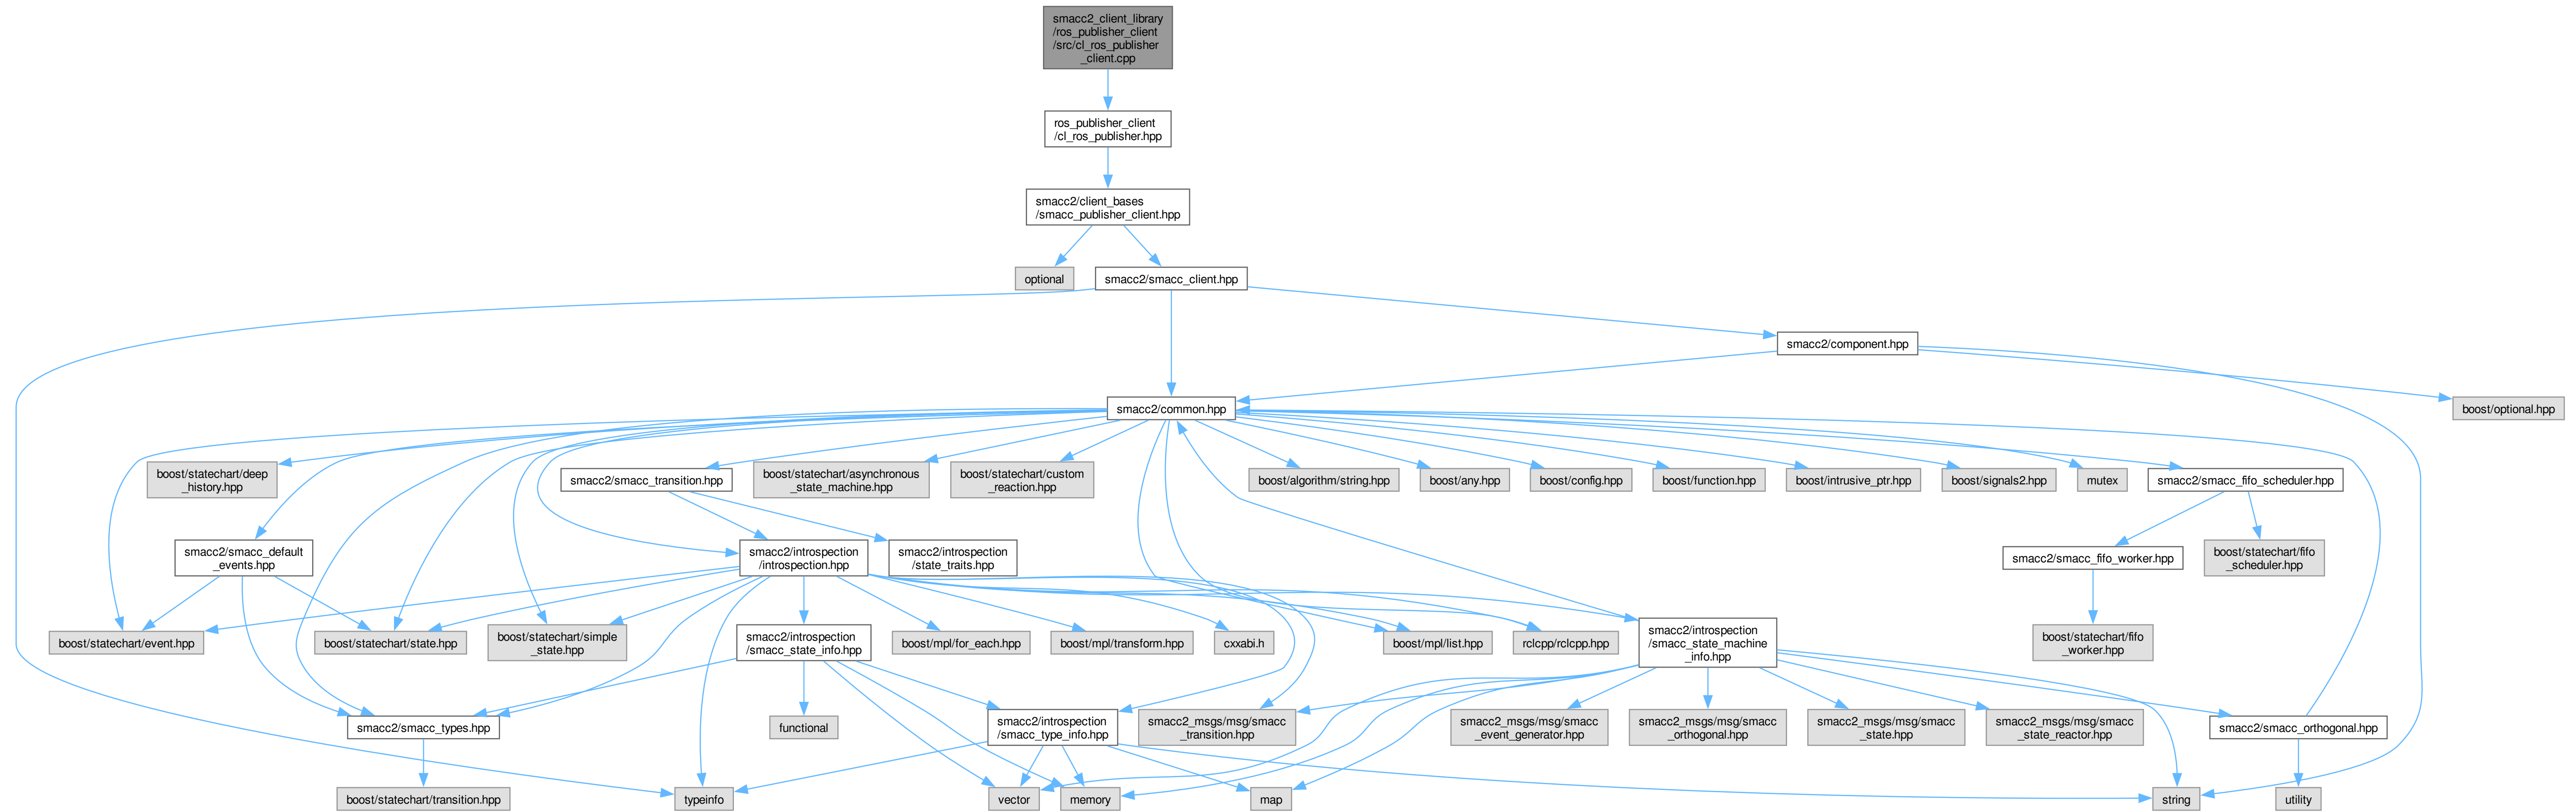 smacc2_client_library
/ros_publisher_client
/src/cl_ros_publisher
_client.cpp
ros_publisher_client
/cl_ros_publisher.hpp
smacc2/client_bases
/smacc_publisher_client.hpp
optional
smacc2/smacc_client.hpp
smacc2/component.hpp
smacc2/common.hpp
boost/optional.hpp
boost/statechart/deep
_history.hpp
smacc2/smacc_transition.hpp
boost/statechart/asynchronous
_state_machine.hpp
boost/statechart/custom
_reaction.hpp
boost/algorithm/string.hpp
boost/any.hpp
boost/config.hpp
boost/function.hpp
boost/intrusive_ptr.hpp
boost/signals2.hpp
mutex
smacc2/smacc_fifo_scheduler.hpp
smacc2/smacc_default
_events.hpp
smacc2/introspection
/introspection.hpp
smacc2/introspection
/state_traits.hpp
smacc2/smacc_fifo_worker.hpp
boost/statechart/fifo
_scheduler.hpp
boost/statechart/event.hpp
boost/statechart/state.hpp
boost/statechart/simple
_state.hpp
smacc2/introspection
/smacc_state_info.hpp
boost/mpl/for_each.hpp
boost/mpl/transform.hpp
cxxabi.h
boost/mpl/list.hpp
rclcpp/rclcpp.hpp
smacc2/introspection
/smacc_state_machine
_info.hpp
boost/statechart/fifo
_worker.hpp
smacc2/smacc_types.hpp
functional
smacc2/introspection
/smacc_type_info.hpp
smacc2_msgs/msg/smacc
_transition.hpp
smacc2_msgs/msg/smacc
_event_generator.hpp
smacc2_msgs/msg/smacc
_orthogonal.hpp
smacc2_msgs/msg/smacc
_state.hpp
smacc2_msgs/msg/smacc
_state_reactor.hpp
smacc2/smacc_orthogonal.hpp
boost/statechart/transition.hpp
typeinfo
vector
memory
map
string
utility